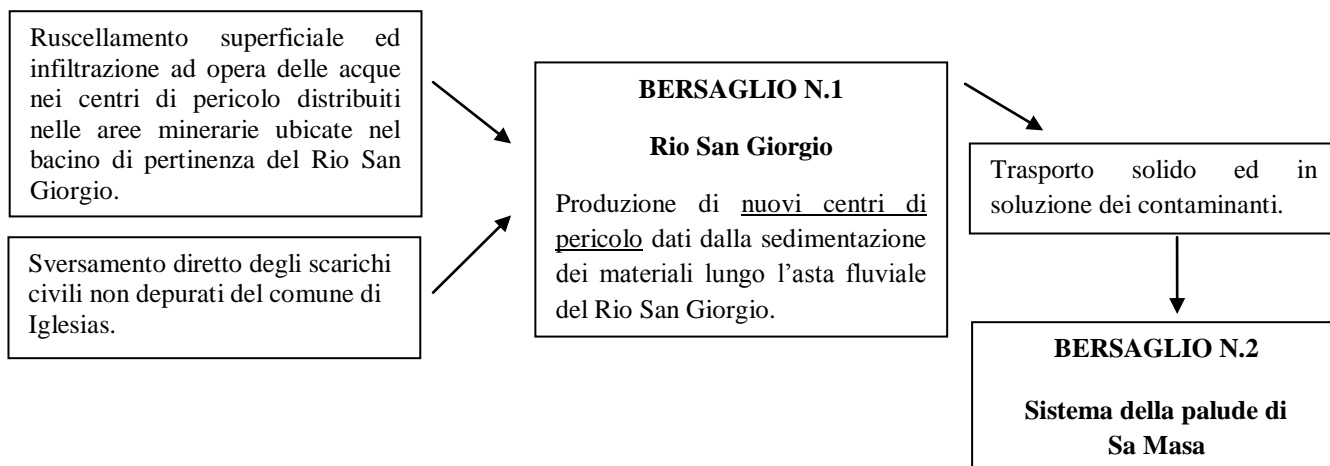 Ruscellamento superficiale ed
infiltrazione ad opera delle acque
nei centri di pericolo distribuiti
nelle aree minerarie ubicate nel
bacino di pertinenza del Rio San
Giorgio.
Sversamento diretto degli scarichi
civili non depurati del comune di
Iglesias.
BERSAGLIO N.1
Rio San Giorgio
Produzione di nuovi centri di
pericolo dati dalla sedimentazione
dei materiali lungo l'asta fluviale
del Rio San Giorgio.
Trasporto solido ed in
soluzione dei contaminanti.
BERSAGLIO N.2
Sistema della palude di
Sa Masa